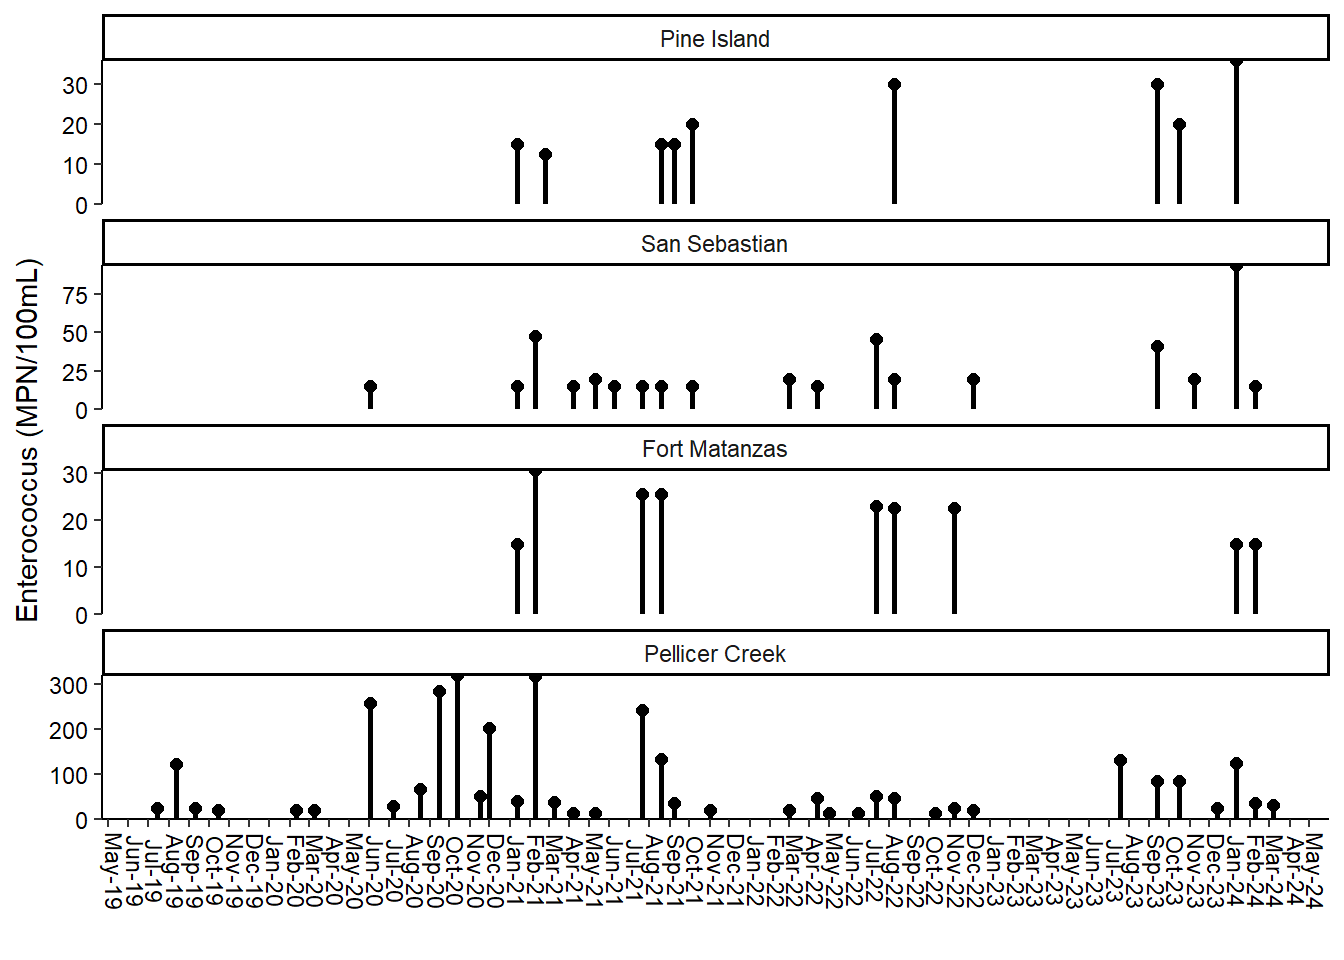 Pine Island
30
20
10
0
San Sebastian
75
50
25
0
Fort Matanzas
30
20
10
0
Pellicer Creek
300
200
100
0
Enterococcus (MPN/100mL)
May-19
Jun-19
Jul-19
Aug-19
Sep-19
Oct-19
Nov-19
Dec-19
Jan-20
Feb-20
Mar-20
Apr-20
May-20
Jun-20
Jul-20
Aug-20
Sep-20
Oct-20
Nov-20
Dec-20
Jan-21
Feb-21
Mar-21
Apr-21
May-21
Jun-21
Jul-21
Aug-21
Sep-21
Oct-21
Nov-21
Dec-21
Jan-22
Feb-22
Mar-22
Apr-22
May-22
Jun-22
Jul-22
Aug-22
Sep-22
Oct-22
Nov-22
Dec-22
Jan-23
Feb-23
Mar-23
Apr-23
May-23
Jun-23
Jul-23
Aug-23
Sep-23
Oct-23
Nov-23
Dec-23
Jan-24
Feb-24
Mar-24
Apr-24
May-24